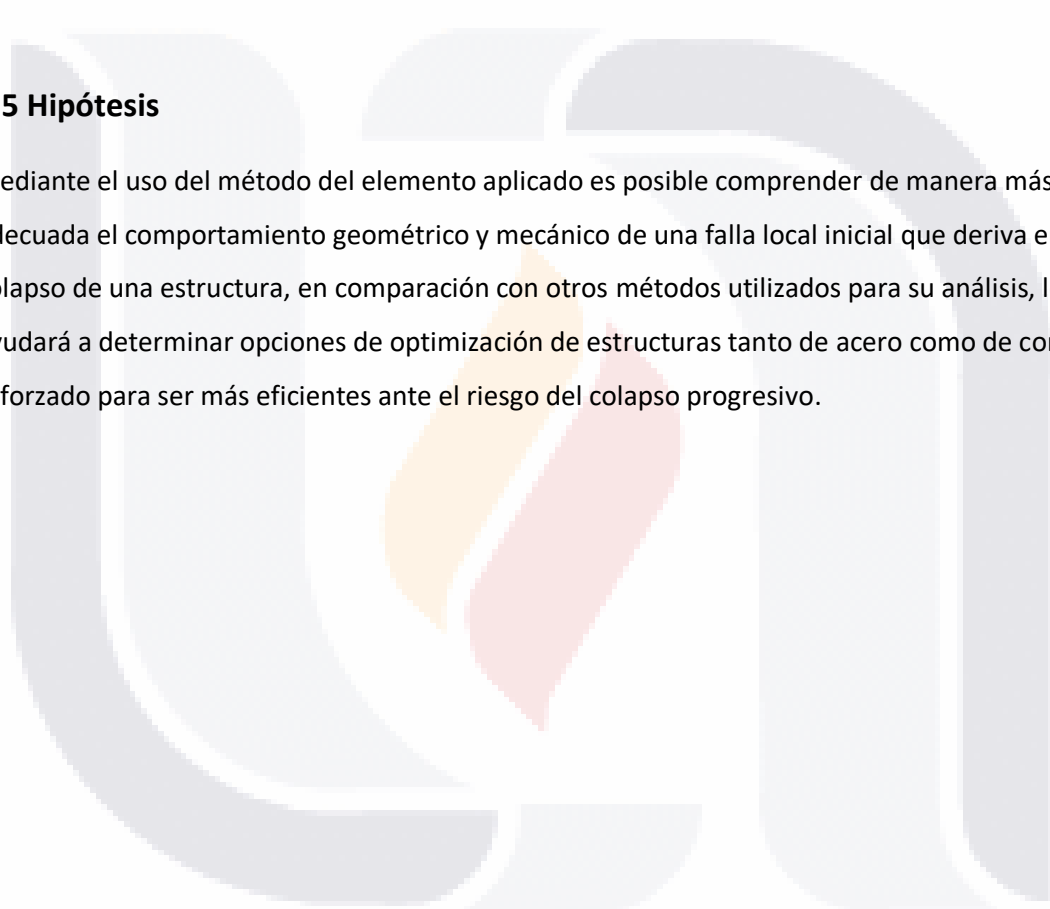 5 Hipótesis
ediante el uso del método del elemento aplicado es posible comprender de manera más
decuada el comportamiento geométrico y mecánico de una falla local inicial que deriva e
olapso de una estructura, en comparación con otros métodos utilizados para su análisis, l
yudará a determinar opciones de optimización de estructuras tanto de acero como de co
forzado para ser más eficientes ante el riesgo del colapso progresivo.